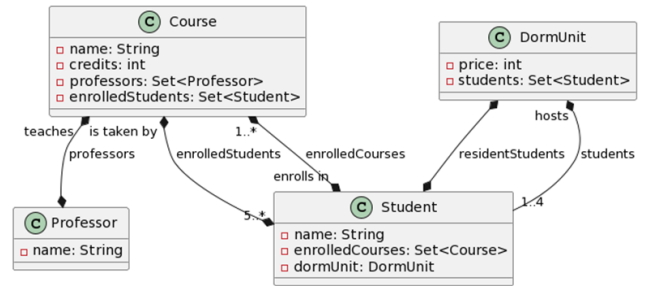 C Course
name: String
credits: int
professors: Set<Professor>
enrolledStudents: Set<Student>
C DormUnit
price: int
students: Set<Student>
teaches
is taken by
1..*
hosts
professors
enrolledStudents
enrolledCourses
residentStudents
students
enrolls in
5..*
1..4
C Professor
name: String
C Student
name: String
enrolledCourses: Set<Course>
dormUnit: DormUnit